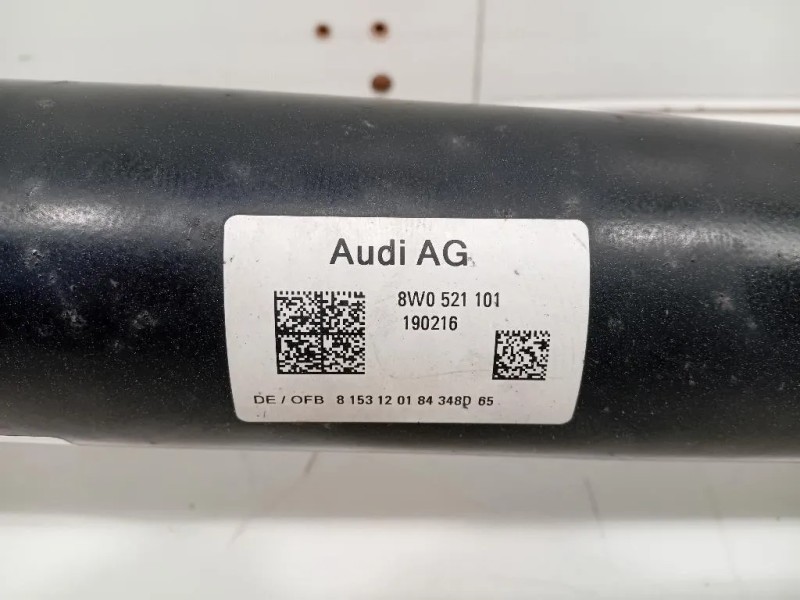 Audi AG
8W0 521 101
190216
DE / OFB 8 153 12 01 84 348D 65